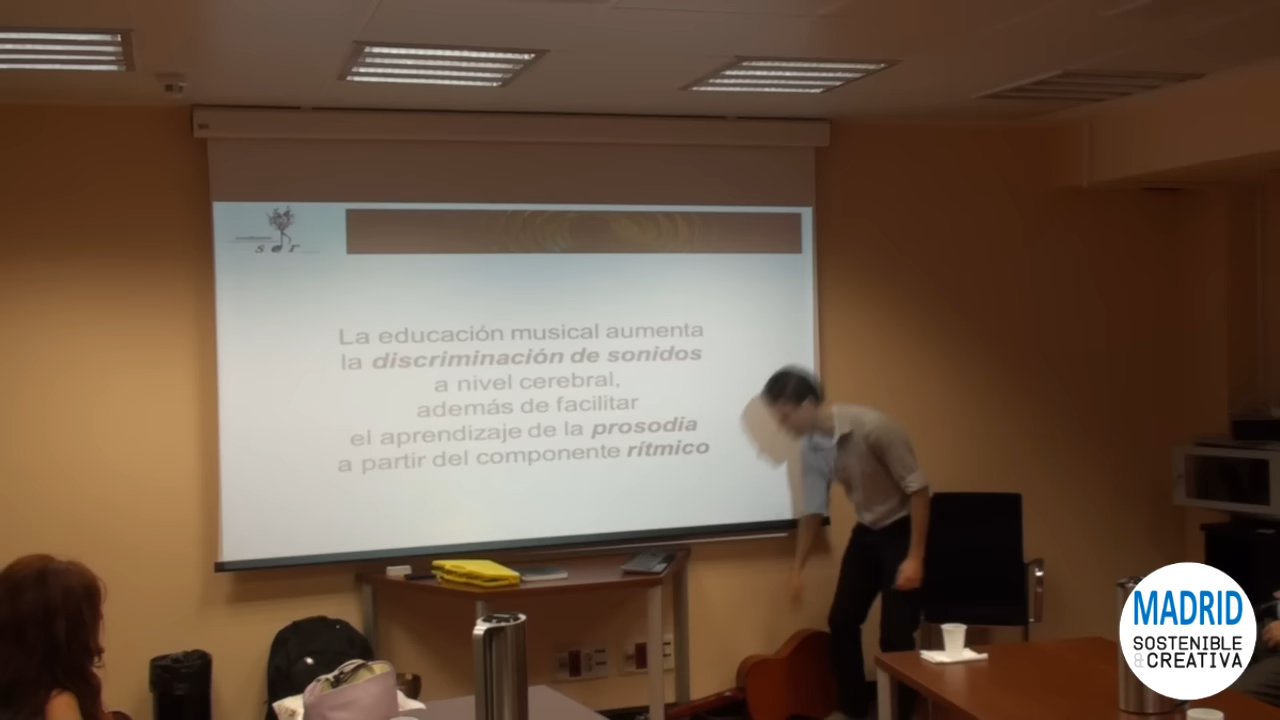 s r
La educación musical aumenta
la discriminación de sonidos
a nivel cerebral,
además de facilitar
el aprendizaje de la prosodia
a partir del componente rítmico
MADRID
SOSTENIBLE
CREATIVA